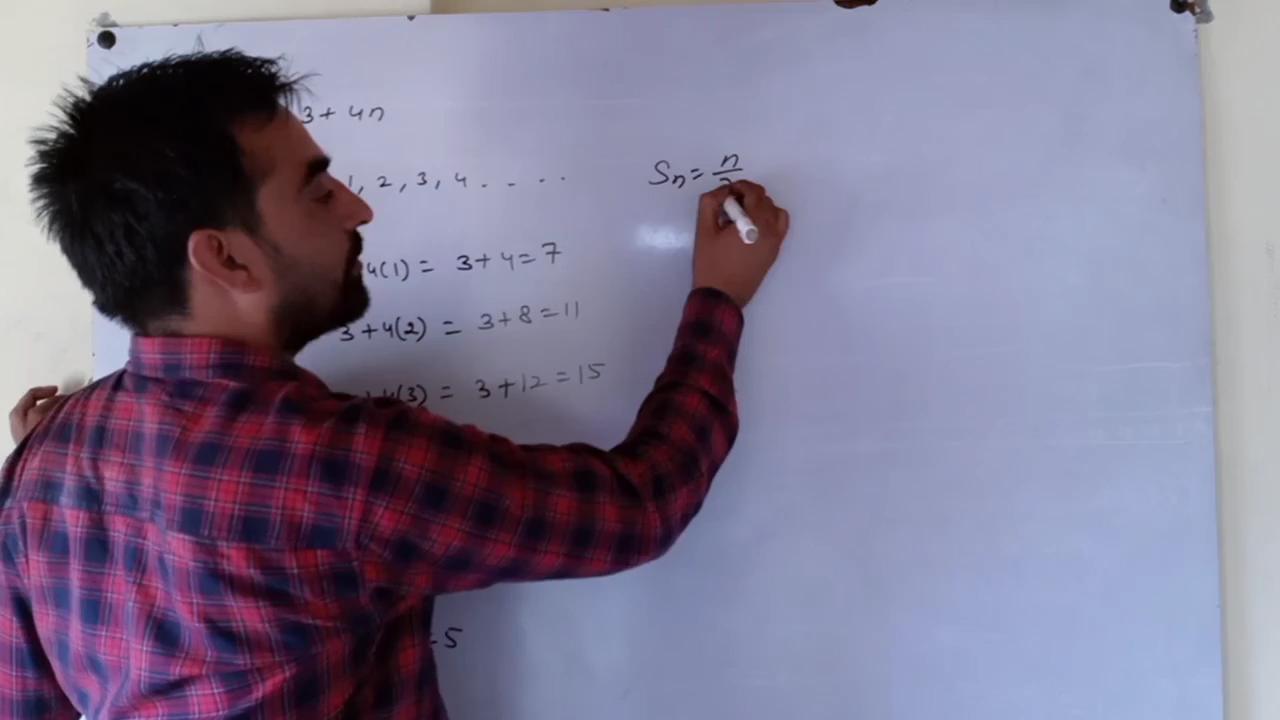 3 + 4n
1, 2, 3, 4 . . . .
4(1) = 3 + 4 = 7
3 + 4(2) = 3 + 8 = 11
+ 4(3) = 3 + 12 = 15
= 5
Sn = n/2